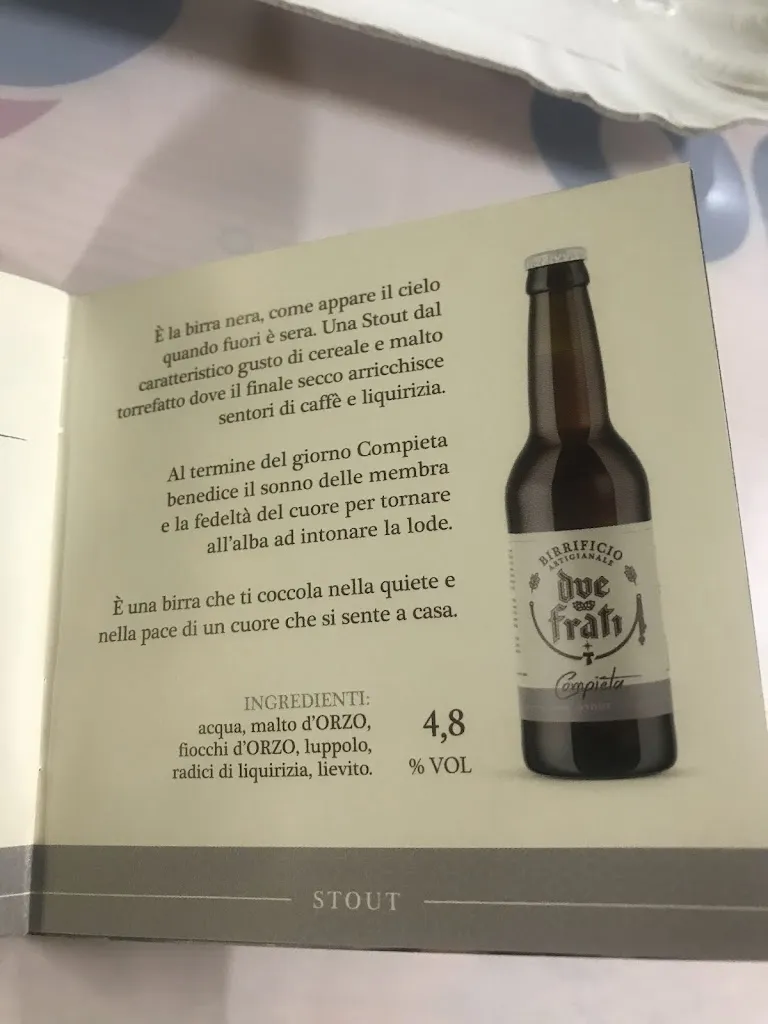 È la birra nera, come appare il cielo
quando fuori è sera. Una Stout dal
caratteristico gusto di cereale e malto
torrefatto dove il finale secco arricchisce
sentori di caffè e liquirizia.
Al termine del giorno Compieta
benedice il sonno delle membra
e la fedeltà del cuore per tornare
all'alba ad intonare la lode.
È una birra che ti coccola nella quiete e
nella pace di un cuore che si sente a casa.
INGREDIENTI:
acqua, malto d'ORZO,
fiocchi d'ORZO, luppolo,
radici di liquirizia, lievito.
4,8
% VOL
BIRRIFICIO
ARTIGIANALE
due
frati
Compieta
STOUT